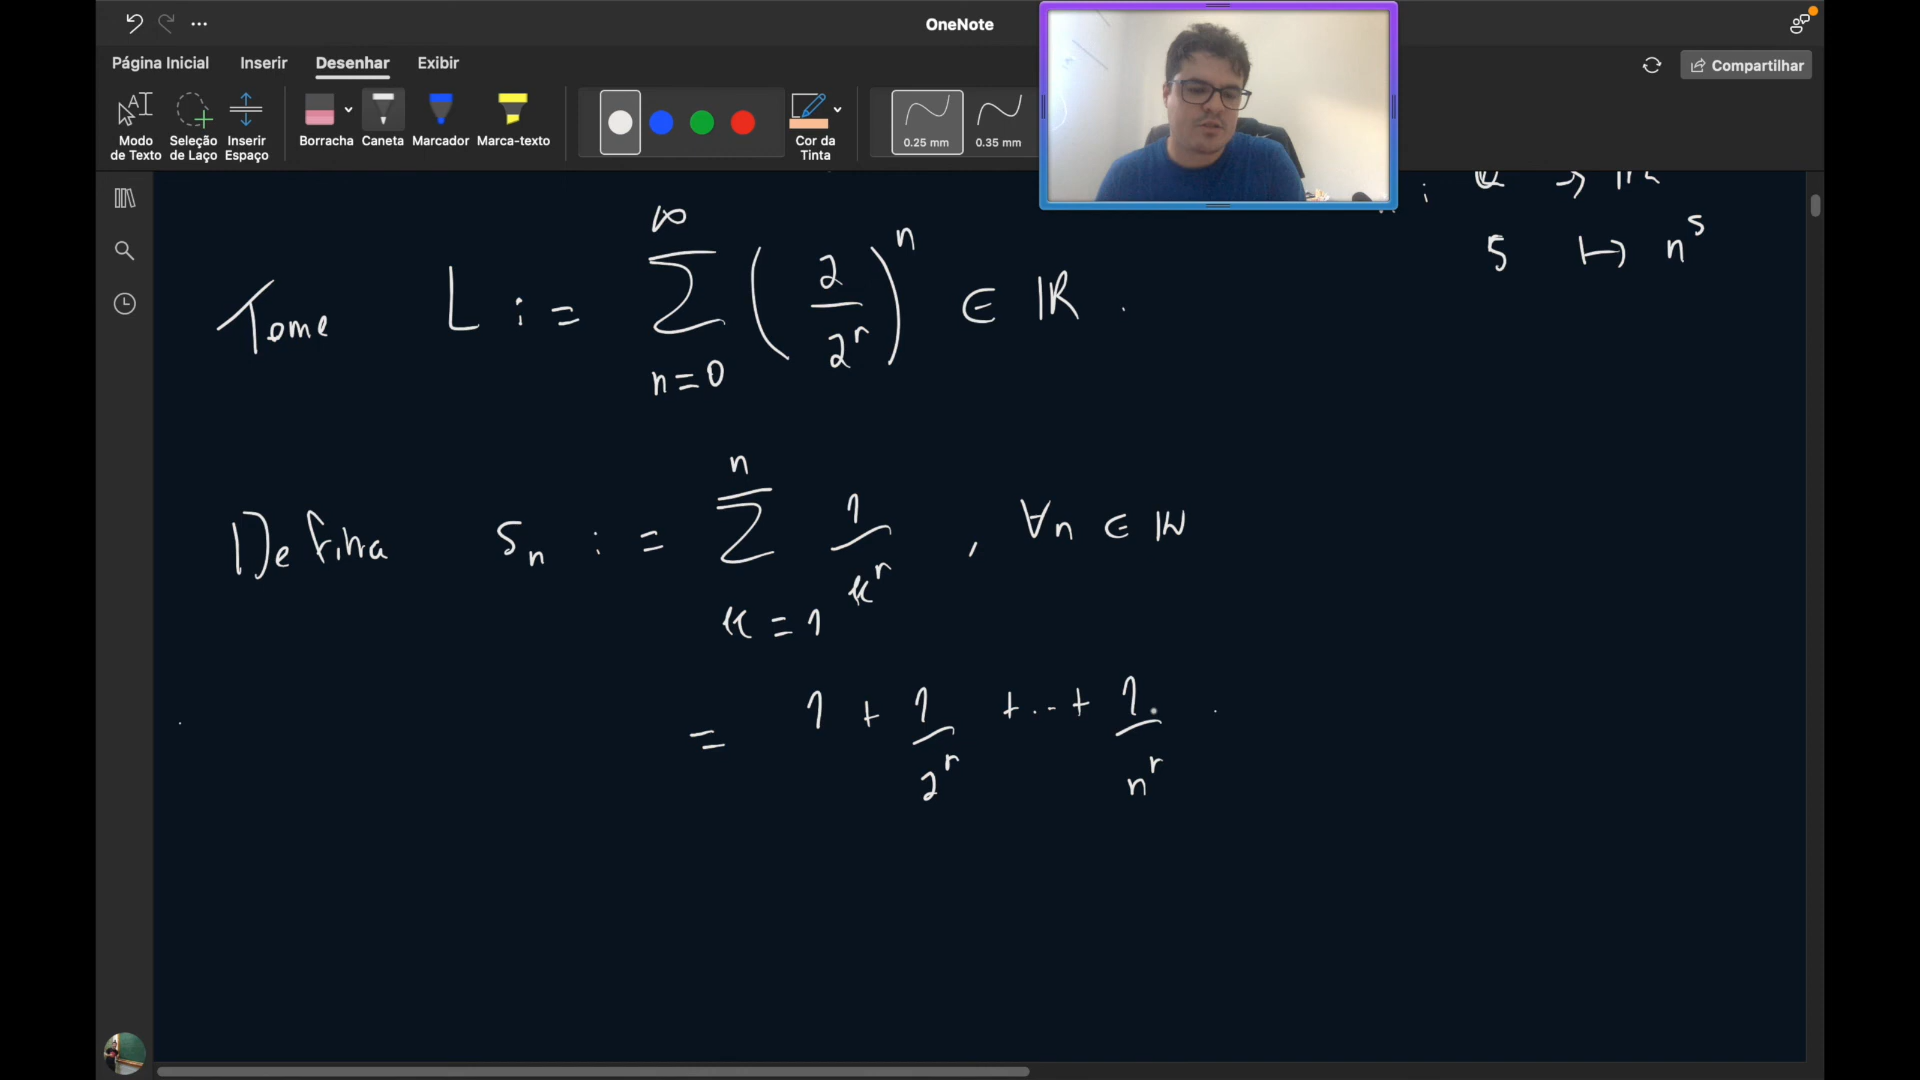 OneNote
Página Inicial Inserir Desenhar Exibir
Compartilhar
Modo de Texto
Seleção de Laço
Inserir Espaço
Borracha
Caneta
Marcador
Marca-texto
Cor da Tinta
0.25 mm
0.35 mm
s ↦ n^s
Tome L := ∑_{n=0}^{∞} (2/2^r)^n ∈ ℝ.
Defina S_n := ∑_{k=1}^{n} 1/k^r, ∀n ∈ ℕ
= 1 + 1/2^r + ... + 1/n^r